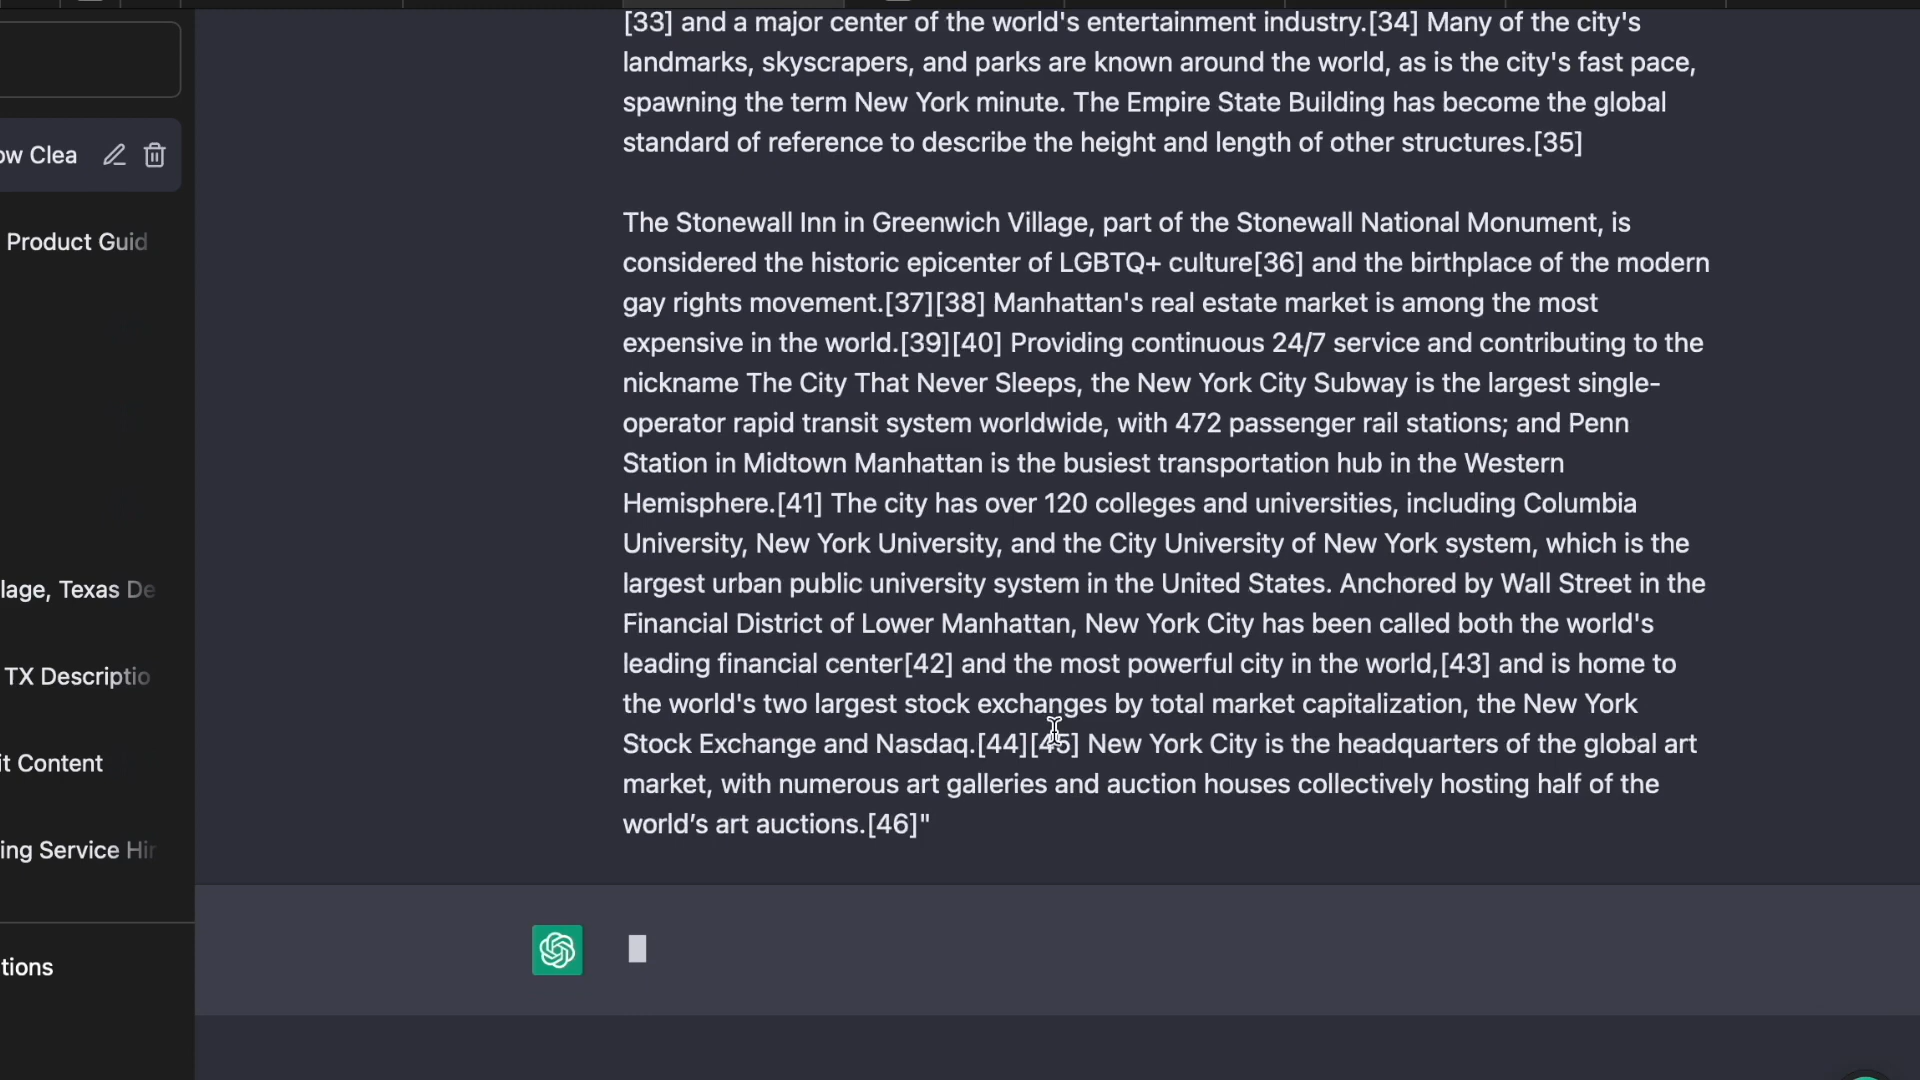 [33] and a major center of the world's entertainment industry.[34] Many of the city's
landmarks, skyscrapers, and parks are known around the world, as is the city's fast pace,
spawning the term New York minute. The Empire State Building has become the global
standard of reference to describe the height and length of other structures.[35]
The Stonewall Inn in Greenwich Village, part of the Stonewall National Monument, is
considered the historic epicenter of LGBTQ+ culture[36] and the birthplace of the modern
gay rights movement.[37][38] Manhattan's real estate market is among the most
expensive in the world.[39][40] Providing continuous 24/7 service and contributing to the
nickname The City That Never Sleeps, the New York City Subway is the largest single-
operator rapid transit system worldwide, with 472 passenger rail stations; and Penn
Station in Midtown Manhattan is the busiest transportation hub in the Western
Hemisphere.[41] The city has over 120 colleges and universities, including Columbia
University, New York University, and the City University of New York system, which is the
largest urban public university system in the United States. Anchored by Wall Street in the
Financial District of Lower Manhattan, New York City has been called both the world's
leading financial center[42] and the most powerful city in the world,[43] and is home to
the world's two largest stock exchanges by total market capitalization, the New York
Stock Exchange and Nasdaq.[44][45] New York City is the headquarters of the global art
market, with numerous art galleries and auction houses collectively hosting half of the
world’s art auctions.[46]"
ow Clea
Product Guid
lage, Texas De
TX Descriptio
it Content
ing Service Hir
tions